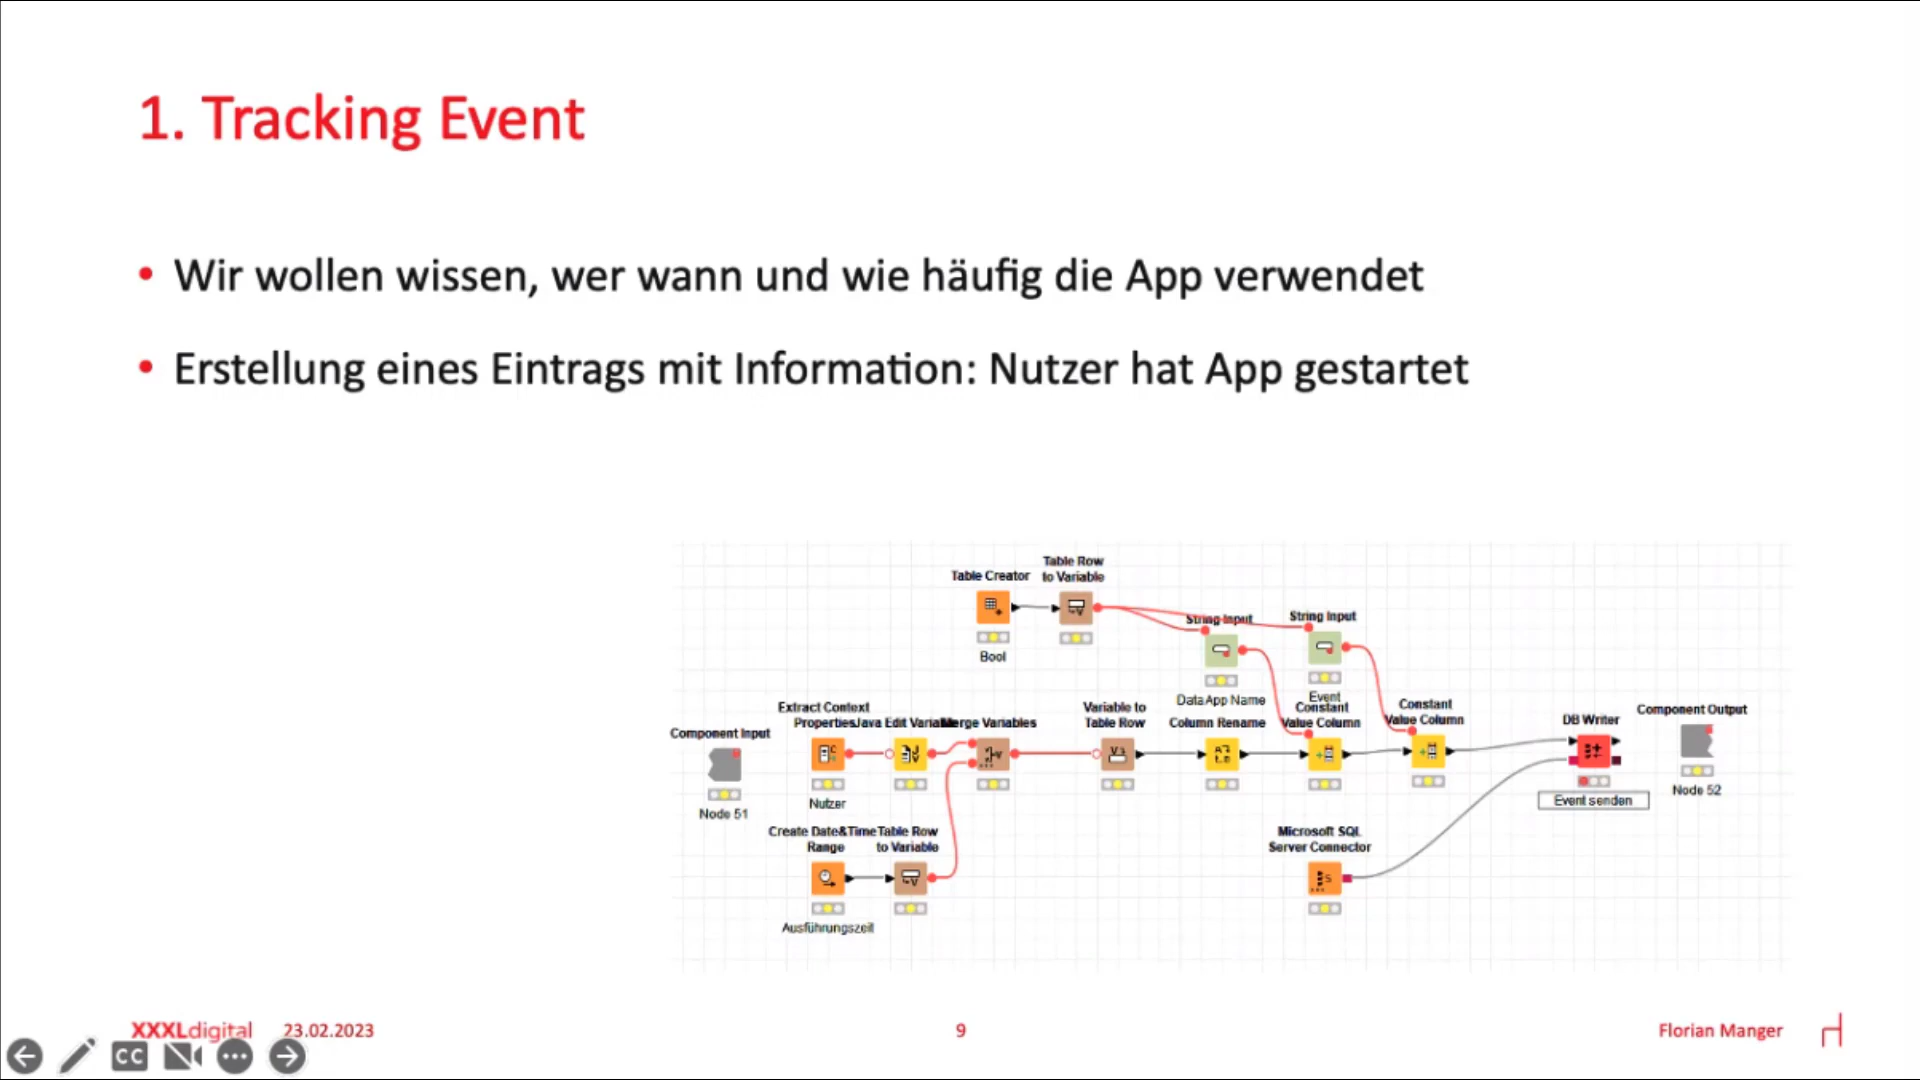 1. Tracking Event
• Wir wollen wissen, wer wann und wie häufig die App verwendet
• Erstellung eines Eintrags mit Information: Nutzer hat App gestartet
Table Creator
Bool
Table Row
to Variable
String Input
Data App Name
String Input
Event
Component Input
Node 51
Extract Context
Properties
Nutzer
Java Edit Variable
Merge Variables
Variable to
Table Row
Column Rename
Constant
Value Column
Constant
Value Column
DB Writer
Event senden
Component Output
Node 52
Create Date&Time
Range
Ausführungszeit
Table Row
to Variable
Microsoft SQL
Server Connector
XXXLdigital 23.02.2023 9 Florian Manger
CC